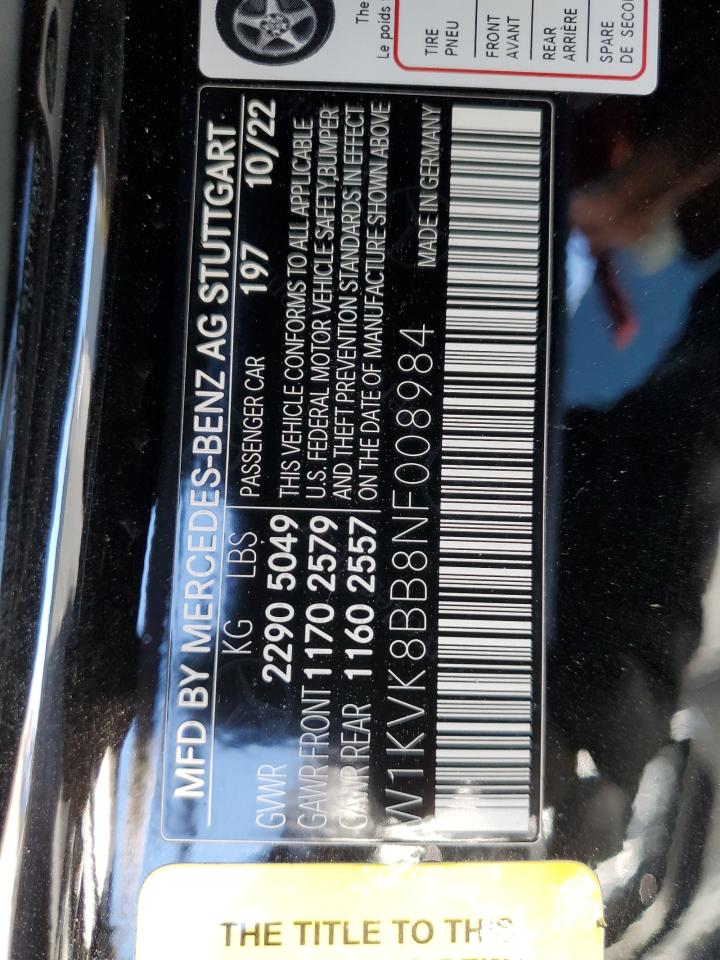 The
Le poids
TIRE
PNEU
FRONT
AVANT
REAR
ARRIÈRE
SPARE
DE SECOU
MFD BY MERCEDES-BENZ AG STUTTGART
KG LBS PASSENGER CAR 197 10/22
GVWR 2290 5049
GAWR FRONT 1170 2579
GAWR REAR 1160 2557
THIS VEHICLE CONFORMS TO ALL APPLICABLE
U.S. FEDERAL MOTOR VEHICLE SAFETY, BUMPER
AND THEFT PREVENTION STANDARDS IN EFFECT
ON THE DATE OF MANUFACTURE SHOWN ABOVE
W1KVK8BB8NF008984 MADE IN GERMANY
THE TITLE TO THIS